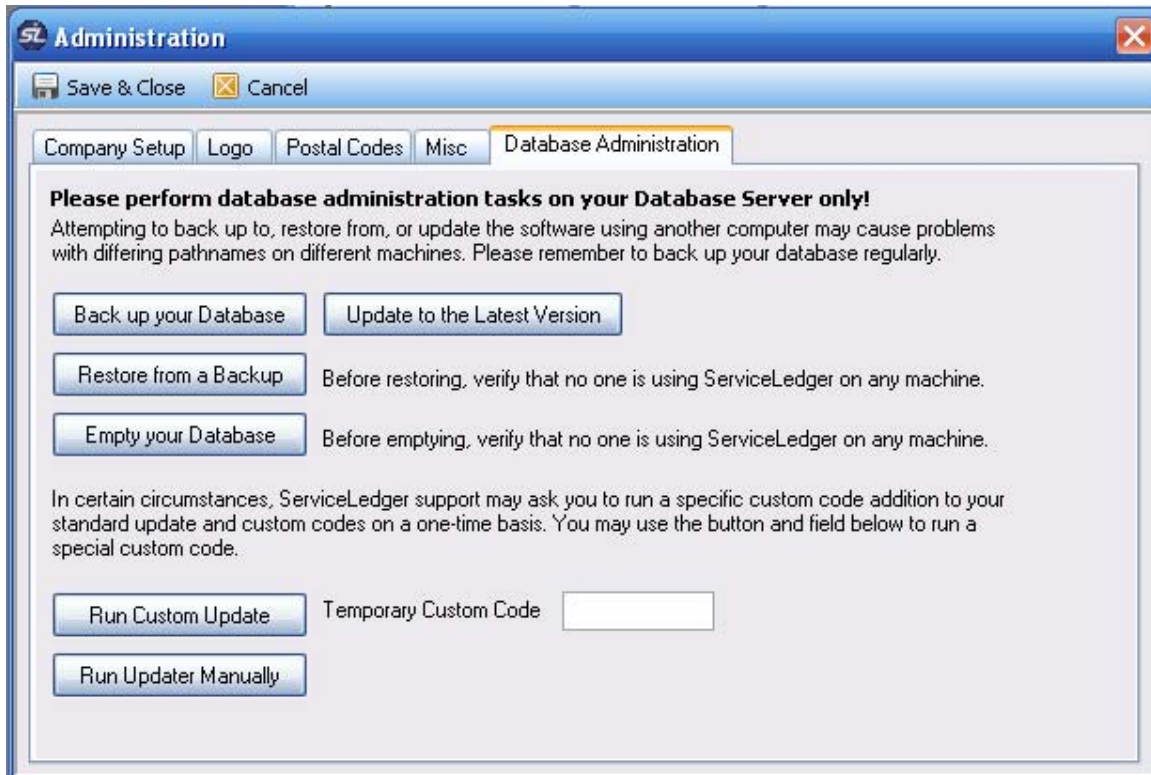 SL Administration
Save & Close Cancel
Company Setup Logo Postal Codes Misc Database Administration
Please perform database administration tasks on your Database Server only!
Attempting to back up to, restore from, or update the software using another computer may cause problems
with differing pathnames on different machines. Please remember to back up your database regularly.
Back up your Database Update to the Latest Version
Restore from a Backup Before restoring, verify that no one is using ServiceLedger on any machine.
Empty your Database Before emptying, verify that no one is using ServiceLedger on any machine.
In certain circumstances, ServiceLedger support may ask you to run a specific custom code addition to your
standard update and custom codes on a one-time basis. You may use the button and field below to run a
special custom code.
Run Custom Update Temporary Custom Code
Run Updater Manually